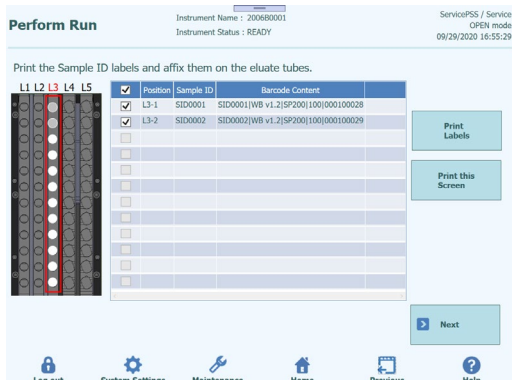 Perform Run
Instrument Name : 2006B0001
Instrument Status : READY
ServicePSS / Service
OPEN mode
09/29/2020 16:55:29
Print the Sample ID labels and affix them on the eluate tubes.
L1 L2 L3 L4 L5
Position Sample ID Barcode Content
L3-1 SID0001 SID0001|WB v1.2|SP200|100|000100028
L3-2 SID0002 SID0002|WB v1.2|SP200|100|000100029
Print
Labels
Print this
Screen
Next
Log out System Settings Maintenance Home Previous Help